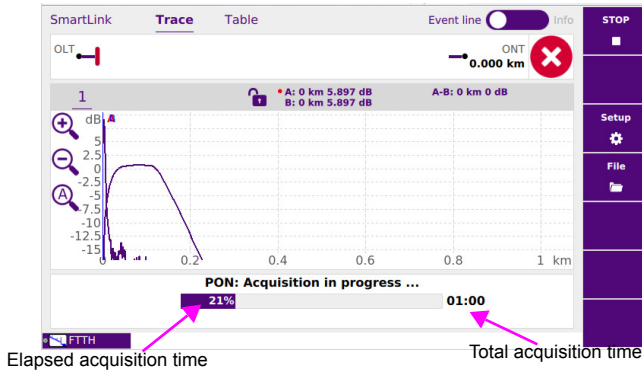 SmartLink Trace Table Event line Info STOP
OLT
ONT
0.000 km
1
A: 0 km 5.897 dB A-B: 0 km 0 dB
B: 0 km 5.897 dB
Setup
File
dB A
5
2.5
0
-2.5
A
-7.5
-10
-12.5
-15
0 0.2 0.4 0.6 0.8 1 km
PON: Acquisition in progress ...
21% 01:00
FTTH
Elapsed acquisition time
Total acquisition time